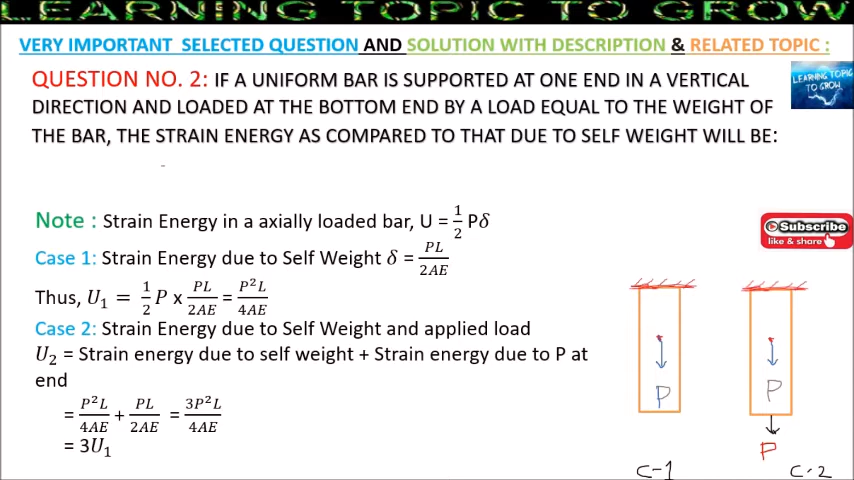 LEARNING TOPIC TO GROW
VERY IMPORTANT SELECTED QUESTION AND SOLUTION WITH DESCRIPTION & RELATED TOPIC :
QUESTION NO. 2: IF A UNIFORM BAR IS SUPPORTED AT ONE END IN A VERTICAL
DIRECTION AND LOADED AT THE BOTTOM END BY A LOAD EQUAL TO THE WEIGHT OF
THE BAR, THE STRAIN ENERGY AS COMPARED TO THAT DUE TO SELF WEIGHT WILL BE:
LEARNING TOPIC
TO GROW
Note : Strain Energy in a axially loaded bar, U = 1/2 Pδ
Case 1: Strain Energy due to Self Weight δ = PL/2AE
Thus, U₁ = 1/2 P x PL/2AE = P²L/4AE
Case 2: Strain Energy due to Self Weight and applied load
U₂ = Strain energy due to self weight + Strain energy due to P at
end
= P²L/4AE + PL/2AE = 3P²L/4AE
= 3U₁
Subscribe
like & share
P
P
P
C-1
C-2